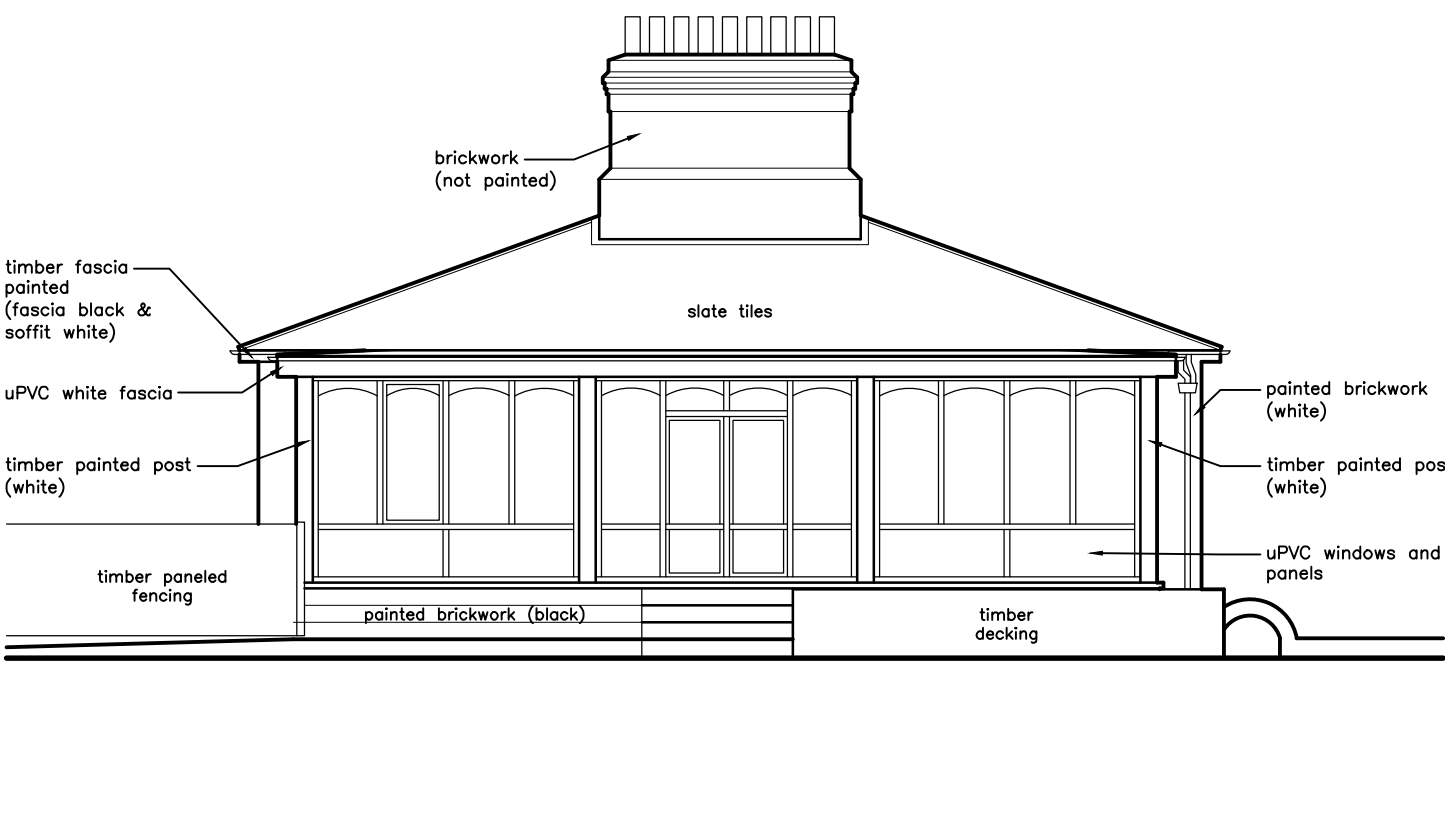 brickwork
(not painted)
timber fascia
painted
(fascia black &
soffit white)
slate tiles
uPVC white fascia
painted brickwork
(white)
timber painted post
(white)
timber painted pos
(white)
uPVC windows and
panels
timber paneled
fencing
painted brickwork (black)
timber
decking